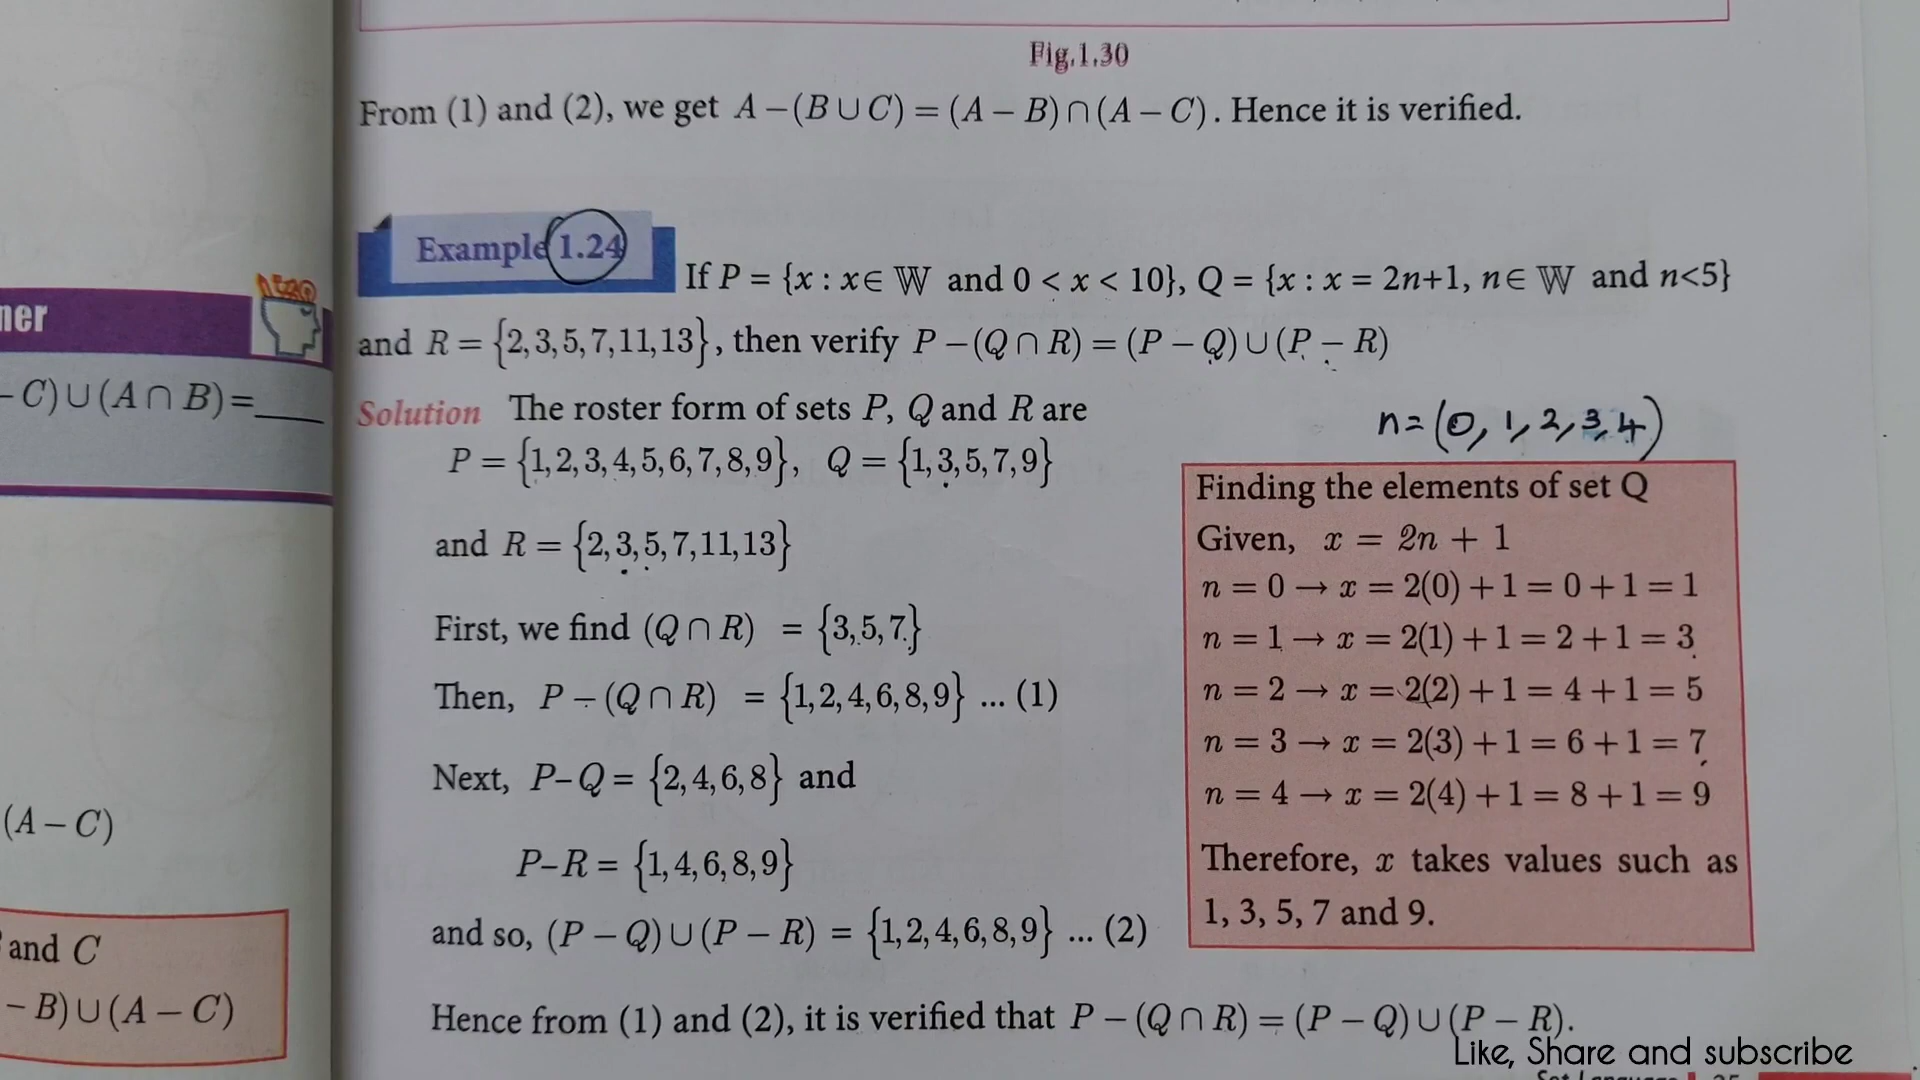 Fig.1.30
From (1) and (2), we get A – (B ∪ C) = (A – B) ∩ (A – C). Hence it is verified.
Example 1.24
If P = {x : x∈ 𝕎 and 0 < x < 10}, Q = {x : x = 2n+1, n∈ 𝕎 and n<5}
and R = {2,3,5,7,11,13}, then verify P – (Q ∩ R) = (P – Q) ∪ (P – R)
Solution The roster form of sets P, Q and R are
P = {1,2,3,4,5,6,7,8,9}, Q = {1,3,5,7,9}
and R = {2,3,5,7,11,13}
First, we find (Q ∩ R) = {3,5,7}
Then, P – (Q ∩ R) = {1,2,4,6,8,9} ... (1)
Next, P–Q = {2,4,6,8} and
P–R = {1,4,6,8,9}
and so, (P – Q) ∪ (P – R) = {1,2,4,6,8,9} ... (2)
Hence from (1) and (2), it is verified that P – (Q ∩ R) = (P – Q) ∪ (P – R).
n=(0, 1, 2, 3, 4)
Finding the elements of set Q
Given, x = 2n + 1
n = 0 → x = 2(0) + 1 = 0 + 1 = 1
n = 1 → x = 2(1) + 1 = 2 + 1 = 3
n = 2 → x = 2(2) + 1 = 4 + 1 = 5
n = 3 → x = 2(3) + 1 = 6 + 1 = 7
n = 4 → x = 2(4) + 1 = 8 + 1 = 9
Therefore, x takes values such as
1, 3, 5, 7 and 9.
– C) ∪ (A ∩ B) = ____
(A – C)
and C
– B) ∪ (A – C)
Like, Share and subscribe